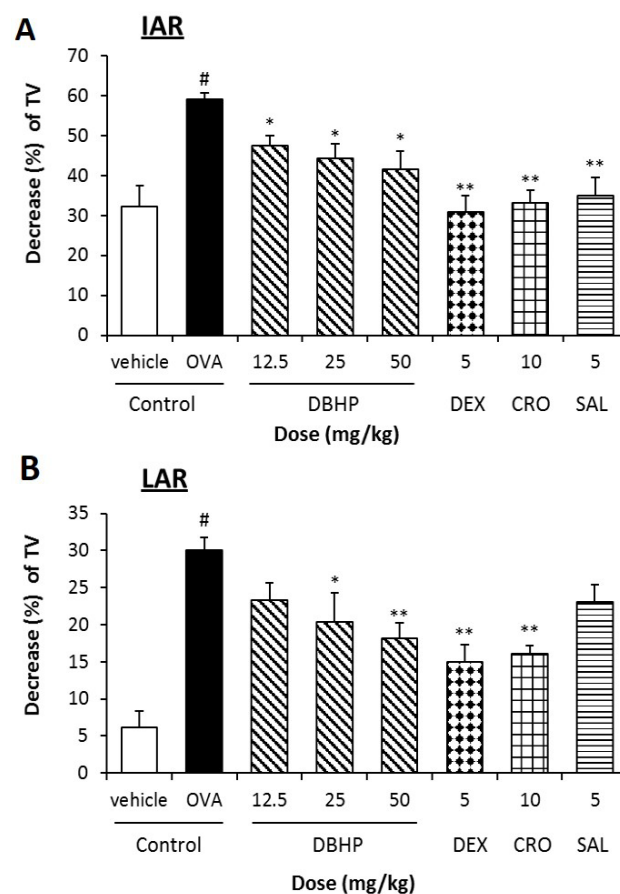 A
IAR
Decrease (%) of TV
70
60
50
40
30
20
10
0
#
*
*
*
**
**
**
vehicle OVA 12.5 25 50 5 10 5
Control DBHP DEX CRO SAL
Dose (mg/kg)
B
LAR
Decrease (%) of TV
35
30
25
20
15
10
5
0
#
*
**
**
**
vehicle OVA 12.5 25 50 5 10 5
Control DBHP DEX CRO SAL
Dose (mg/kg)